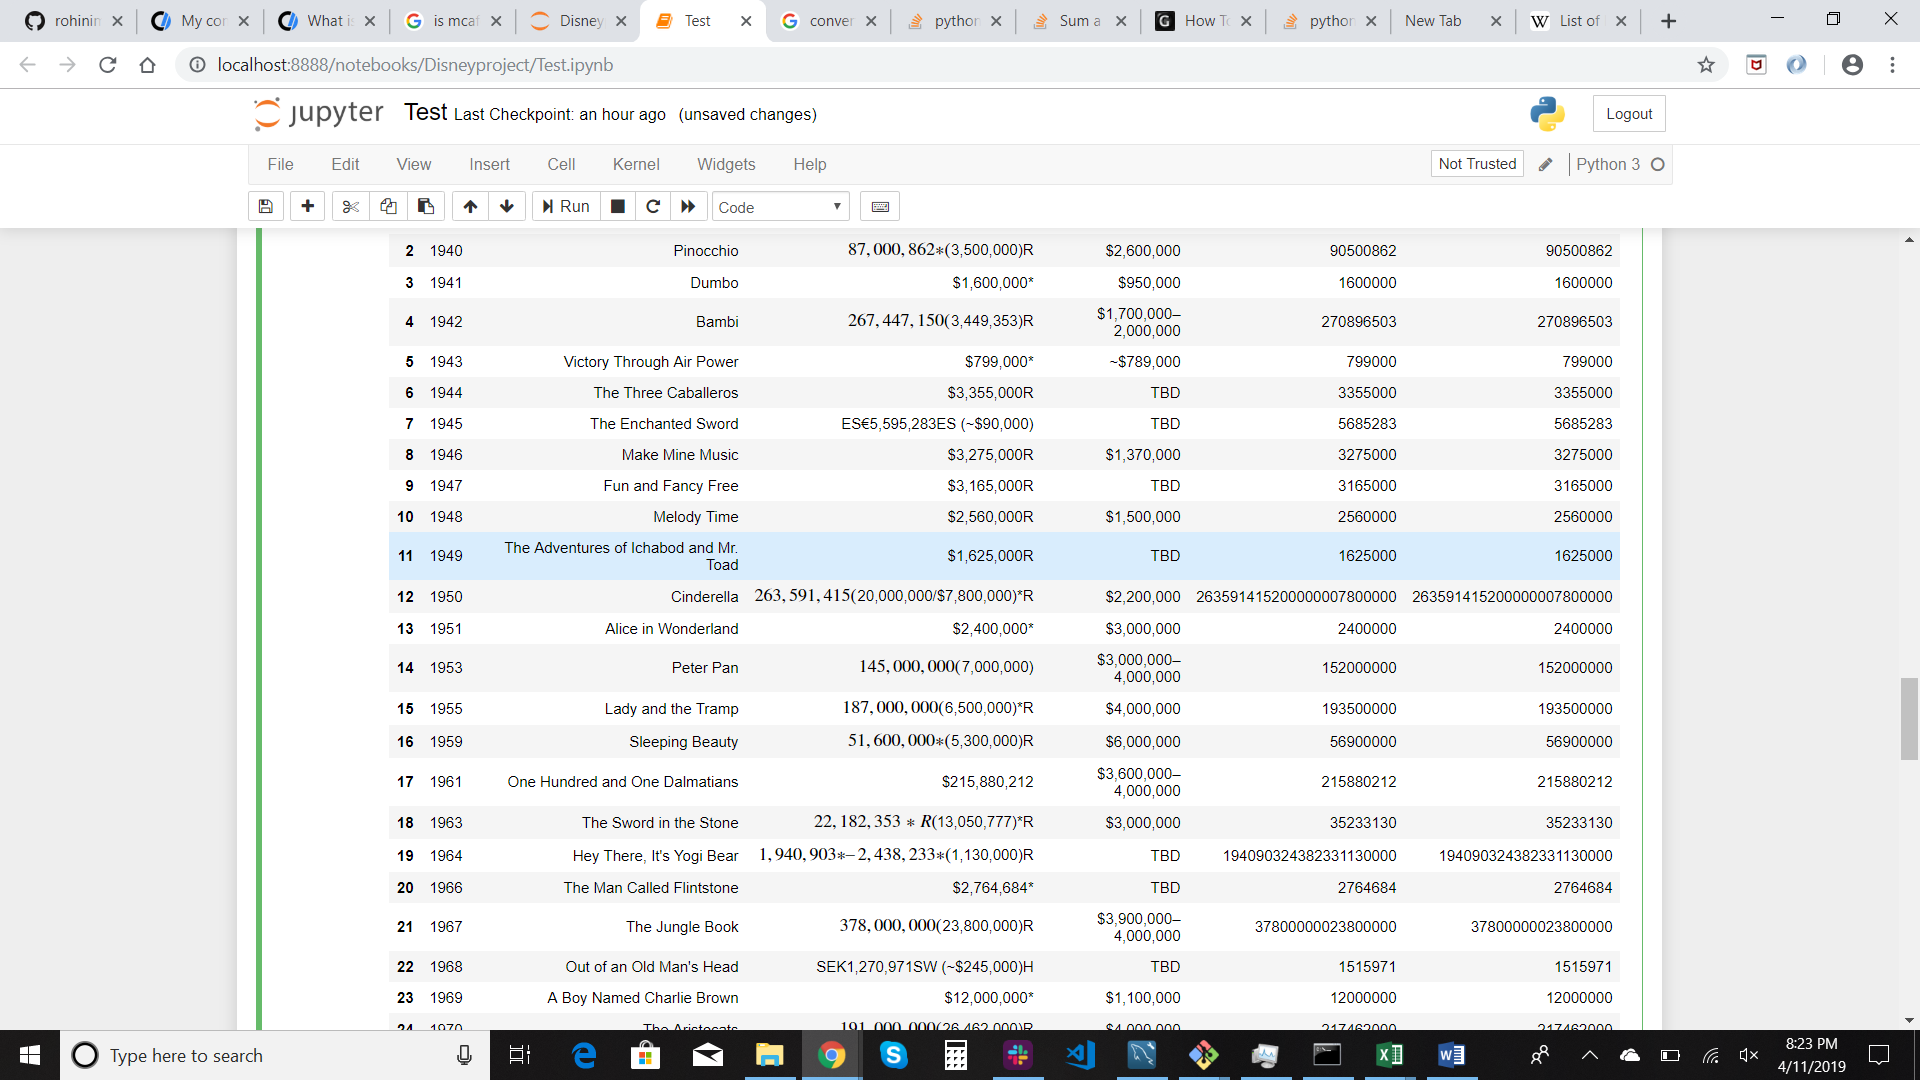 rohinin
My cor
What is
is mcaf
Disney
Test
conver
python
Sum a
G How To
python
New Tab
W List of
localhost:8888/notebooks/Disneyproject/Test.ipynb
jupyter Test Last Checkpoint: an hour ago (unsaved changes)
Logout
File Edit View Insert Cell Kernel Widgets Help
Not Trusted Python 3
Run Code
2 1940 Pinocchio 87,000,862*(3,500,000)R $2,600,000 90500862 90500862
3 1941 Dumbo $1,600,000* $950,000 1600000 1600000
4 1942 Bambi 267,447,150(3,449,353)R $1,700,000–
2,000,000 270896503 270896503
5 1943 Victory Through Air Power $799,000* ~$789,000 799000 799000
6 1944 The Three Caballeros $3,355,000R TBD 3355000 3355000
7 1945 The Enchanted Sword ES€5,595,283ES (~$90,000) TBD 5685283 5685283
8 1946 Make Mine Music $3,275,000R $1,370,000 3275000 3275000
9 1947 Fun and Fancy Free $3,165,000R TBD 3165000 3165000
10 1948 Melody Time $2,560,000R $1,500,000 2560000 2560000
11 1949 The Adventures of Ichabod and Mr.
Toad $1,625,000R TBD 1625000 1625000
12 1950 Cinderella 263,591,415(20,000,000/$7,800,000)*R $2,200,000 263591415200000007800000 263591415200000007800000
13 1951 Alice in Wonderland $2,400,000* $3,000,000 2400000 2400000
14 1953 Peter Pan 145,000,000(7,000,000) $3,000,000–
4,000,000 152000000 152000000
15 1955 Lady and the Tramp 187,000,000(6,500,000)*R $4,000,000 193500000 193500000
16 1959 Sleeping Beauty 51,600,000*(5,300,000)R $6,000,000 56900000 56900000
17 1961 One Hundred and One Dalmatians $215,880,212 $3,600,000–
4,000,000 215880212 215880212
18 1963 The Sword in the Stone 22,182,353 * R(13,050,777)*R $3,000,000 35233130 35233130
19 1964 Hey There, It's Yogi Bear 1,940,903*–2,438,233*(1,130,000)R TBD 194090324382331130000 194090324382331130000
20 1966 The Man Called Flintstone $2,764,684* TBD 2764684 2764684
21 1967 The Jungle Book 378,000,000(23,800,000)R $3,900,000–
4,000,000 37800000023800000 37800000023800000
22 1968 Out of an Old Man's Head SEK1,270,971SW (~$245,000)H TBD 1515971 1515971
23 1969 A Boy Named Charlie Brown $12,000,000* $1,100,000 12000000 12000000
24 1970 The Aristocats 191,000,000(26,462,000)R $4,000,000 217462000 217462000
Type here to search
8:23 PM
4/11/2019